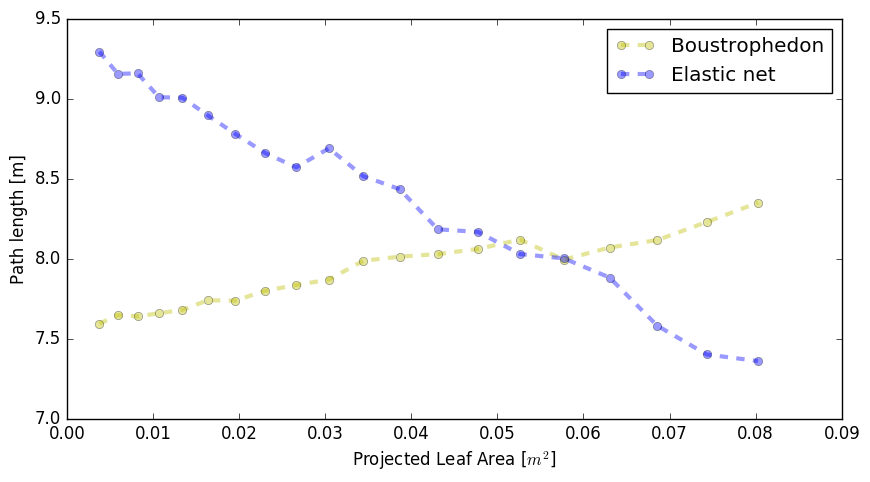 9.5
9.0
8.5
8.0
7.5
7.0
Path length [m]
Boustrophedon
Elastic net
0.00 0.01 0.02 0.03 0.04 0.05 0.06 0.07 0.08 0.09
Projected Leaf Area [m²]